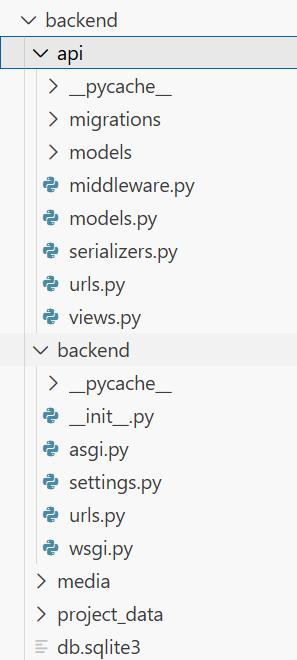 backend
api
__pycache__
migrations
models
middleware.py
models.py
serializers.py
urls.py
views.py
backend
__pycache__
__init__.py
asgi.py
settings.py
urls.py
wsgi.py
media
project_data
db.sqlite3